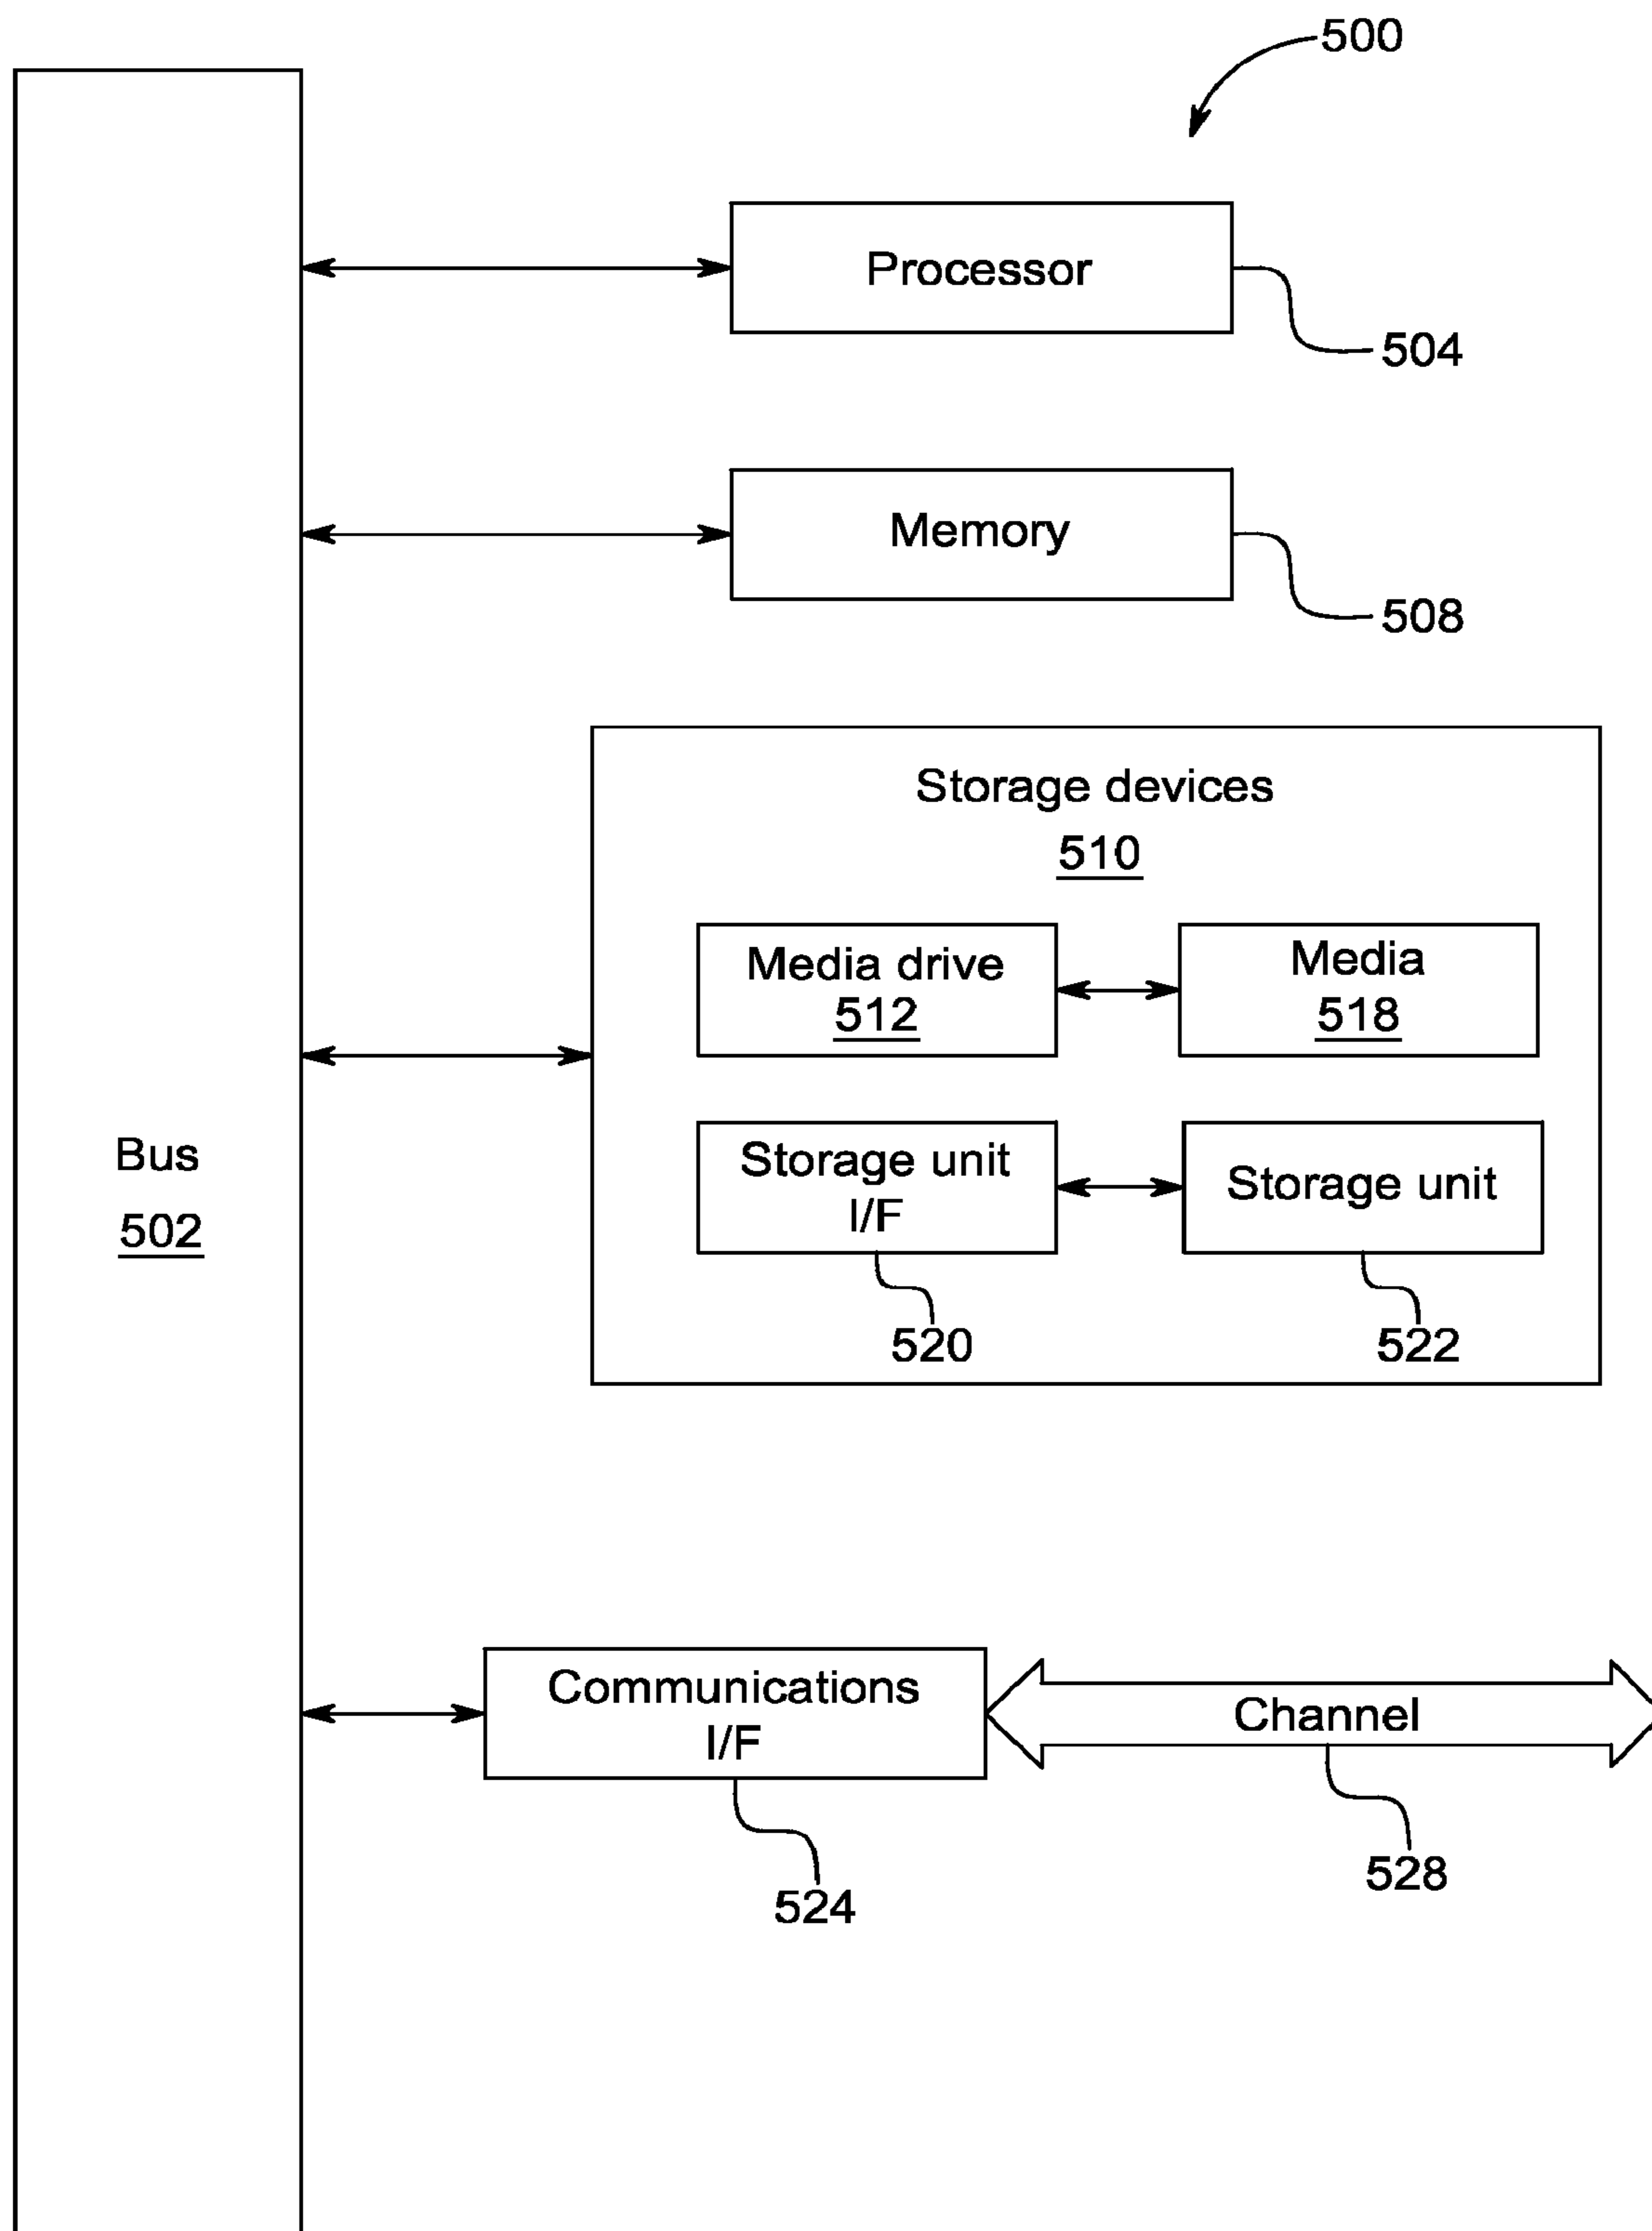 500
Processor
504
Memory
508
Storage devices
510
Media drive
512
Media
518
Bus
502
Storage unit
I/F
Storage unit
520
522
Communications
I/F
Channel
528
524